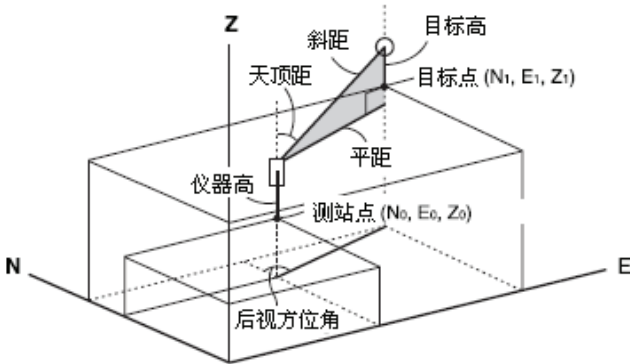 Z
斜距
目标高
天顶距
目标点 (N1, E1, Z1)
平距
仪器高
测站点 (N0, E0, Z0)
N
E
后视方位角